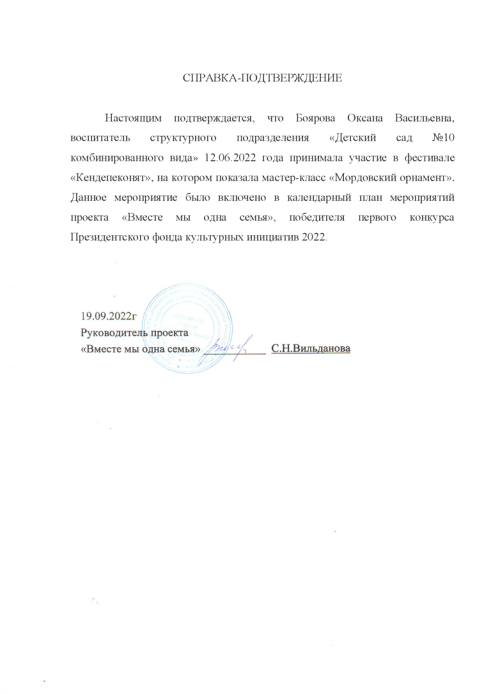 СПРАВКА-ПОДТВЕРЖДЕНИЕ
Настоящим подтверждается, что Боярова Оксана Васильевна,
воспитатель структурного подразделения «Детский сад №10
комбинированного вида» 12.06.2022 года принимала участие в фестивале
«Кендепеконят», на котором показала мастер-класс «Мордовский орнамент».
Данное мероприятие было включено в календарный план мероприятий
проекта «Вместе мы одна семья», победителя первого конкурса
Президентского фонда культурных инициатив 2022.
19.09.2022г
Руководитель проекта
«Вместе мы одна семья» С.Н.Вильданова